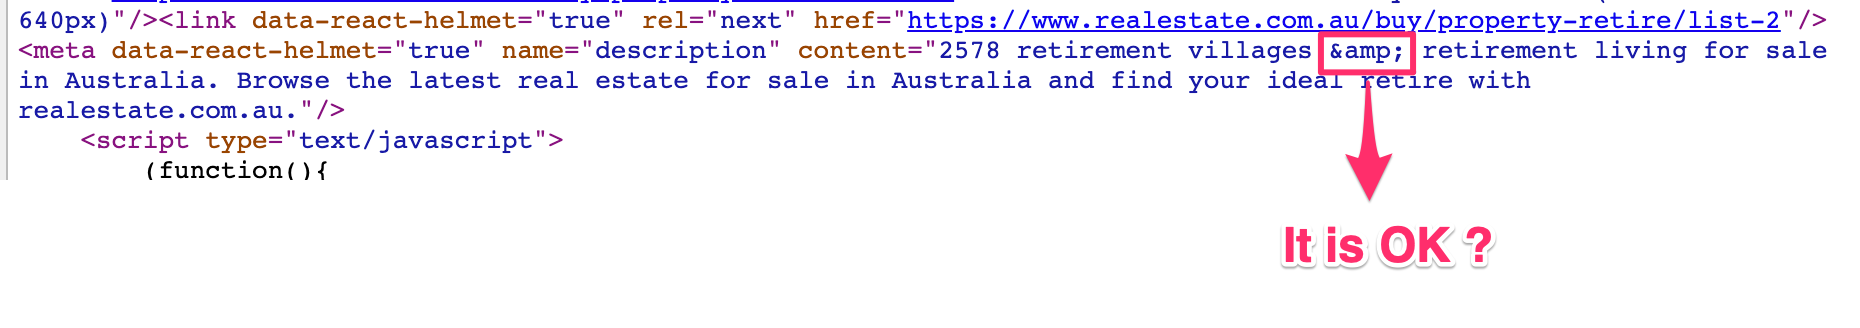 640px)"/><link data-react-helmet="true" rel="next" href="https://www.realestate.com.au/buy/property-retire/list-2"/>
<meta data-react-helmet="true" name="description" content="2578 retirement villages &amp; retirement living for sale
in Australia. Browse the latest real estate for sale in Australia and find your ideal retire with
realestate.com.au."/>
<script type="text/javascript">
(function(){
It is OK ?